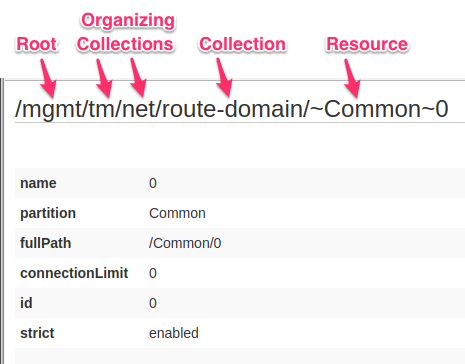 Organizing
Root Collections Collection Resource
/mgmt/tm/net/route-domain/~Common~0
name 0
partition Common
fullPath /Common/0
connectionLimit 0
id 0
strict enabled